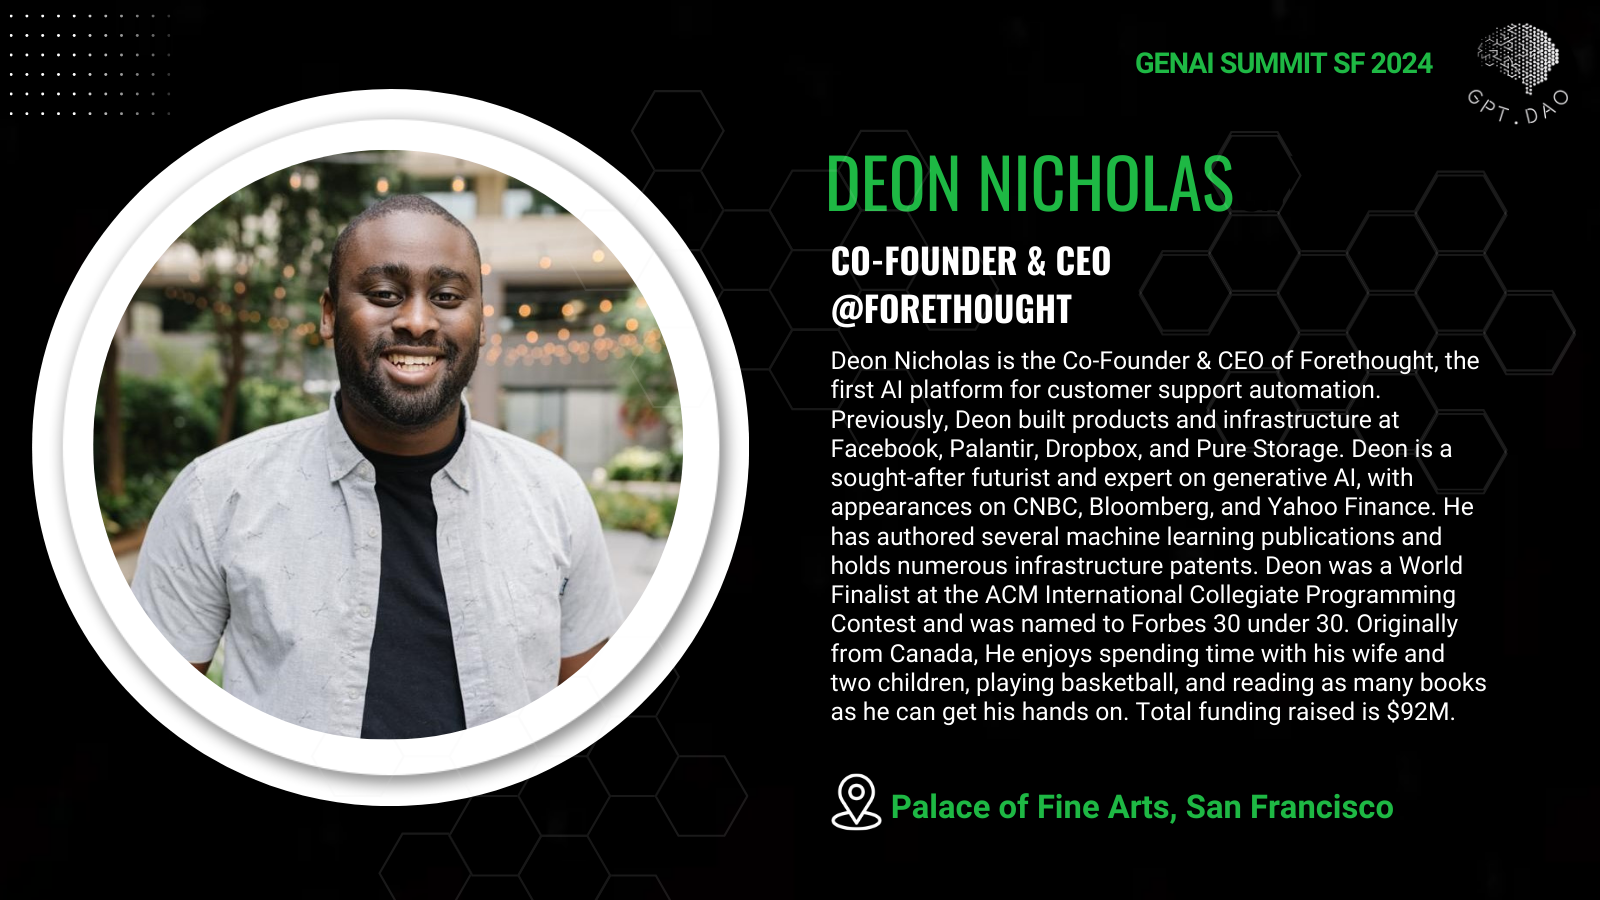 GENAI SUMMIT SF 2024
GPT.DAO
DEON NICHOLAS
CO-FOUNDER & CEO
@FORETHOUGHT
Deon Nicholas is the Co-Founder & CEO of Forethought, the
first AI platform for customer support automation.
Previously, Deon built products and infrastructure at
Facebook, Palantir, Dropbox, and Pure Storage. Deon is a
sought-after futurist and expert on generative AI, with
appearances on CNBC, Bloomberg, and Yahoo Finance. He
has authored several machine learning publications and
holds numerous infrastructure patents. Deon was a World
Finalist at the ACM International Collegiate Programming
Contest and was named to Forbes 30 under 30. Originally
from Canada, He enjoys spending time with his wife and
two children, playing basketball, and reading as many books
as he can get his hands on. Total funding raised is $92M.
Palace of Fine Arts, San Francisco